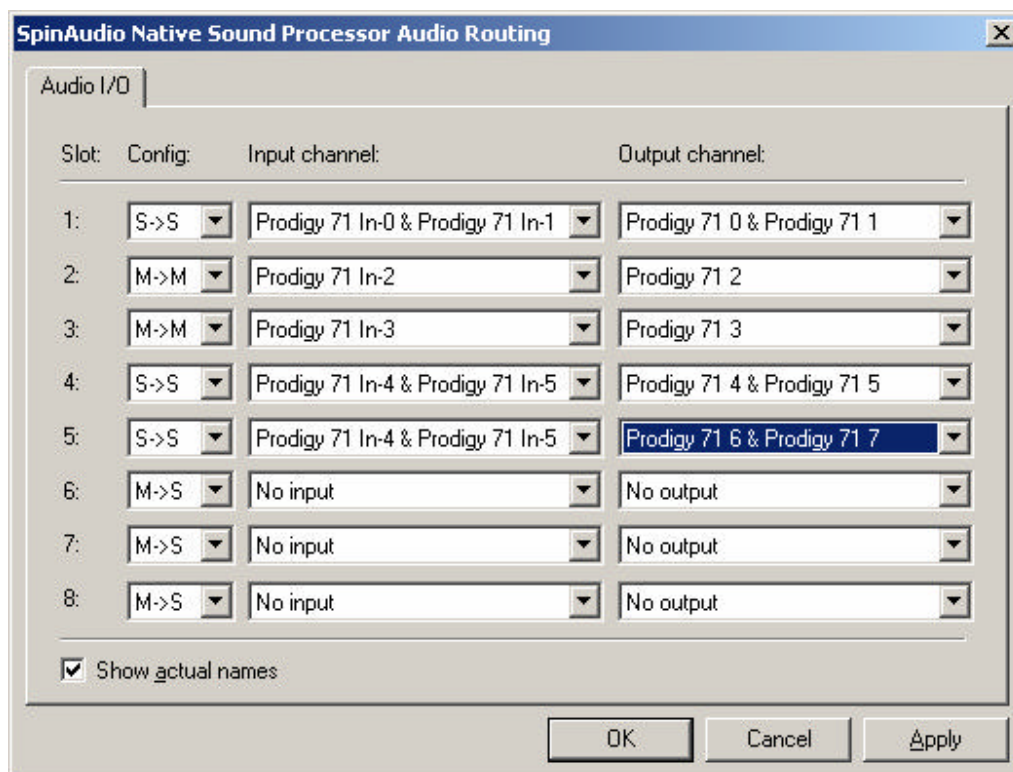 SpinAudio Native Sound Processor Audio Routing
Audio I/O
Slot: Config: Input channel: Output channel:
1: S->S Prodigy 71 In-0 & Prodigy 71 In-1 Prodigy 71 0 & Prodigy 71 1
2: M->M Prodigy 71 In-2 Prodigy 71 2
3: M->M Prodigy 71 In-3 Prodigy 71 3
4: S->S Prodigy 71 In-4 & Prodigy 71 In-5 Prodigy 71 4 & Prodigy 71 5
5: S->S Prodigy 71 In-4 & Prodigy 71 In-5 Prodigy 71 6 & Prodigy 71 7
6: M->S No input No output
7: M->S No input No output
8: M->S No input No output
Show actual names
OK Cancel Apply